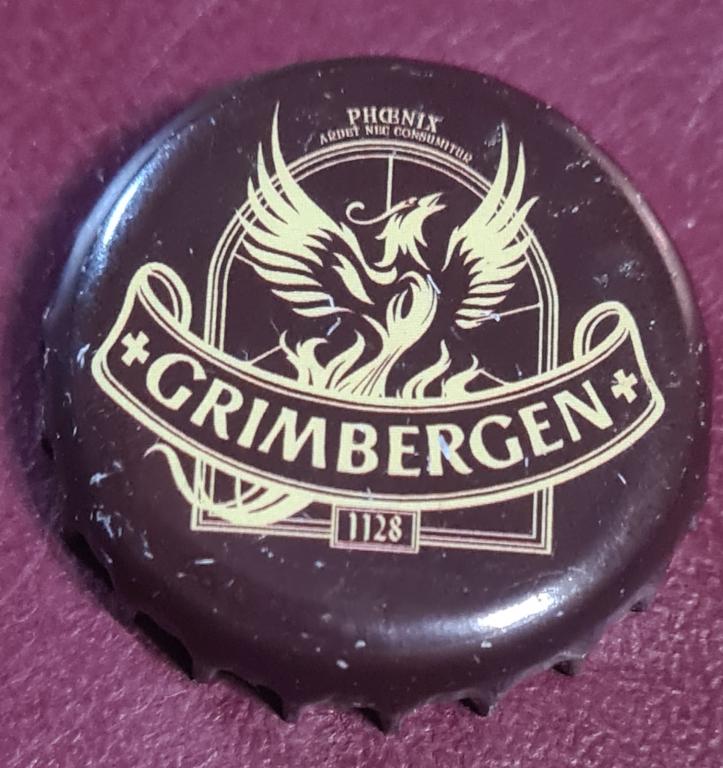 PHŒNIX
ARDET NEC CONSUMITUR
GRIMBERGEN
1128